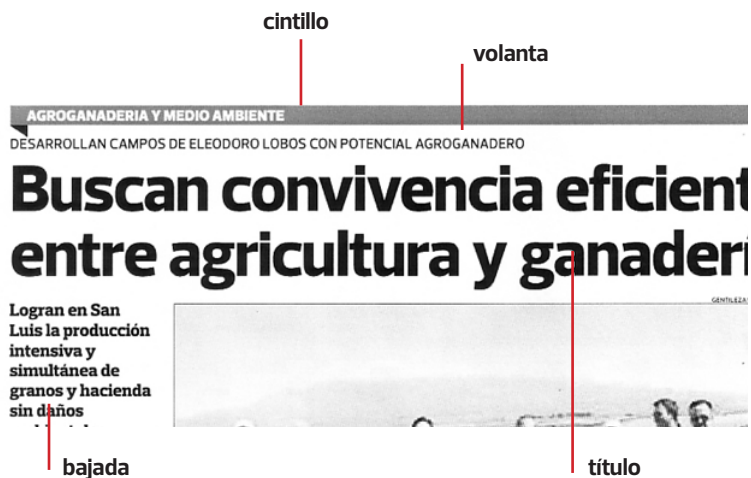 cintillo
volanta
AGROGANADERIA Y MEDIO AMBIENTE
DESARROLLAN CAMPOS DE ELEODORO LOBOS CON POTENCIAL AGROGANADERO
Buscan convivencia eficient
entre agricultura y ganaderí
GENTILEZA
Logran en San
Luis la producción
intensiva y
simultánea de
granos y hacienda
sin daños
bajada
título